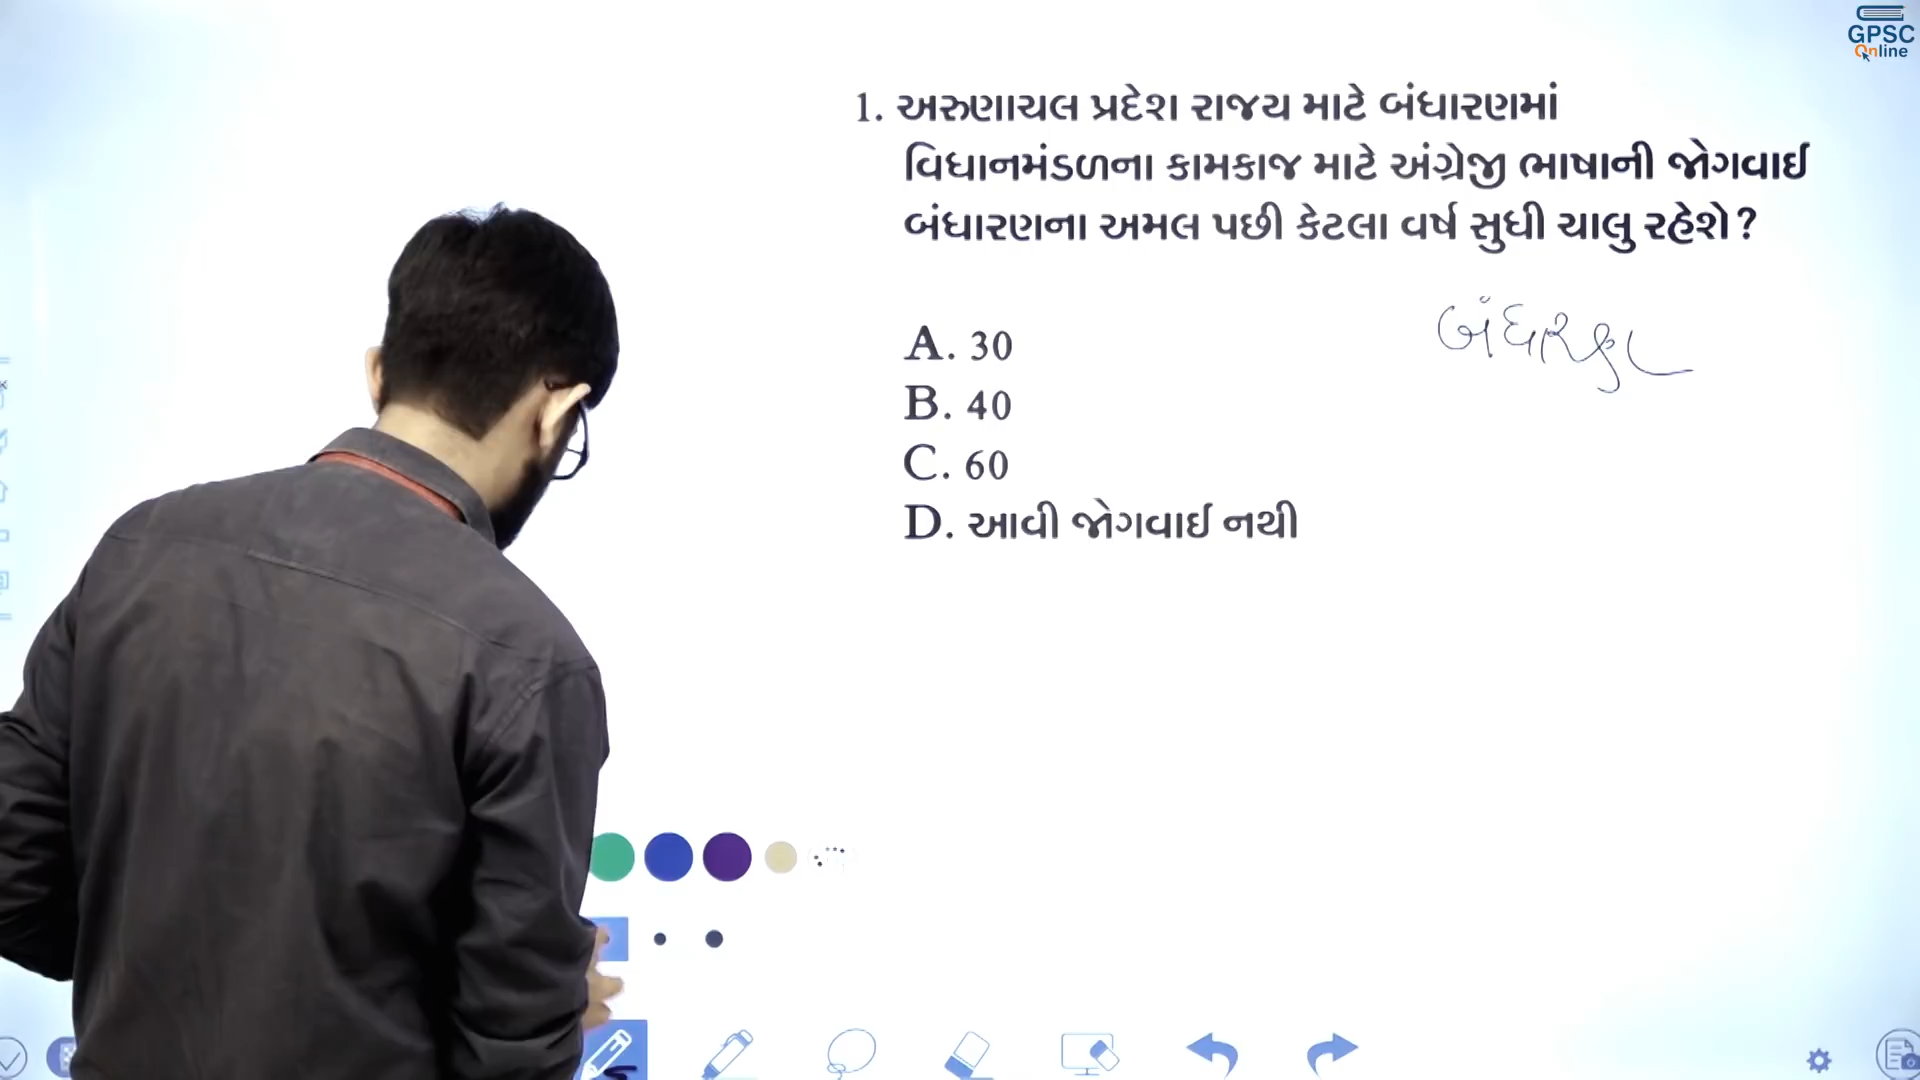 GPSC
Online
1. અરુણાચલ પ્રદેશ રાજ્ય માટે બંધારણમાં
વિધાનમંડળના કામકાજ માટે અંગ્રેજી ભાષાની જોગવાઈ
બંધારણના અમલ પછી કેટલા વર્ષ સુધી ચાલુ રહેશે?
A. 30
B. 40
C. 60
D. આવી જોગવાઈ નથી